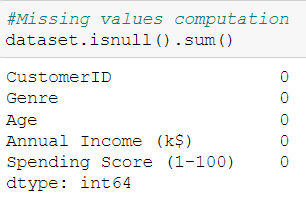 #Missing values computation
dataset.isnull().sum()
CustomerID 0
Genre 0
Age 0
Annual Income (k$) 0
Spending Score (1-100) 0
dtype: int64